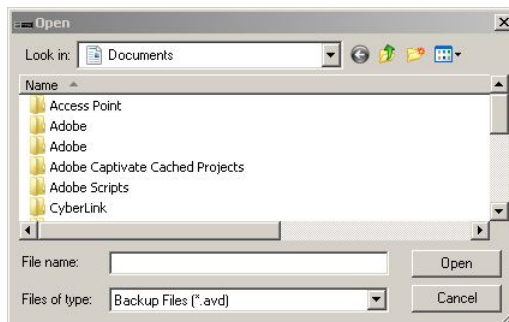 Open
Look in: Documents
Name
Access Point
Adobe
Adobe
Adobe Captivate Cached Projects
Adobe Scripts
CyberLink
File name: Open
Files of type: Backup Files (*.avd) Cancel